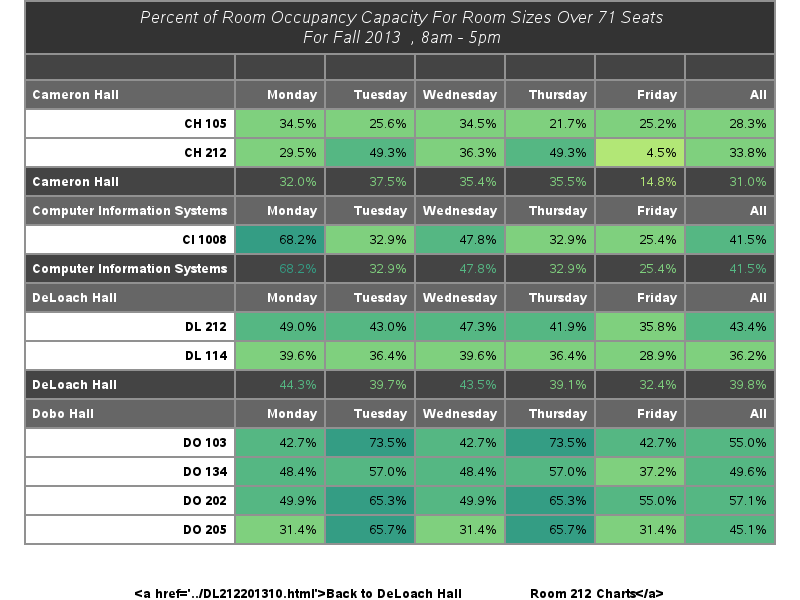 Percent of Room Occupancy Capacity For Room Sizes Over 71 Seats
For Fall 2013 , 8am - 5pm
Cameron Hall Monday Tuesday Wednesday Thursday Friday All
CH 105 34.5% 25.6% 34.5% 21.7% 25.2% 28.3%
CH 212 29.5% 49.3% 36.3% 49.3% 4.5% 33.8%
Cameron Hall 32.0% 37.5% 35.4% 35.5% 14.8% 31.0%
Computer Information Systems Monday Tuesday Wednesday Thursday Friday All
CI 1008 68.2% 32.9% 47.8% 32.9% 25.4% 41.5%
Computer Information Systems 68.2% 32.9% 47.8% 32.9% 25.4% 41.5%
DeLoach Hall Monday Tuesday Wednesday Thursday Friday All
DL 212 49.0% 43.0% 47.3% 41.9% 35.8% 43.4%
DL 114 39.6% 36.4% 39.6% 36.4% 28.9% 36.2%
DeLoach Hall 44.3% 39.7% 43.5% 39.1% 32.4% 39.8%
Dobo Hall Monday Tuesday Wednesday Thursday Friday All
DO 103 42.7% 73.5% 42.7% 73.5% 42.7% 55.0%
DO 134 48.4% 57.0% 48.4% 57.0% 37.2% 49.6%
DO 202 49.9% 65.3% 49.9% 65.3% 55.0% 57.1%
DO 205 31.4% 65.7% 31.4% 65.7% 31.4% 45.1%
<a href='../DL212201310.html'>Back to DeLoach Hall Room 212 Charts</a>